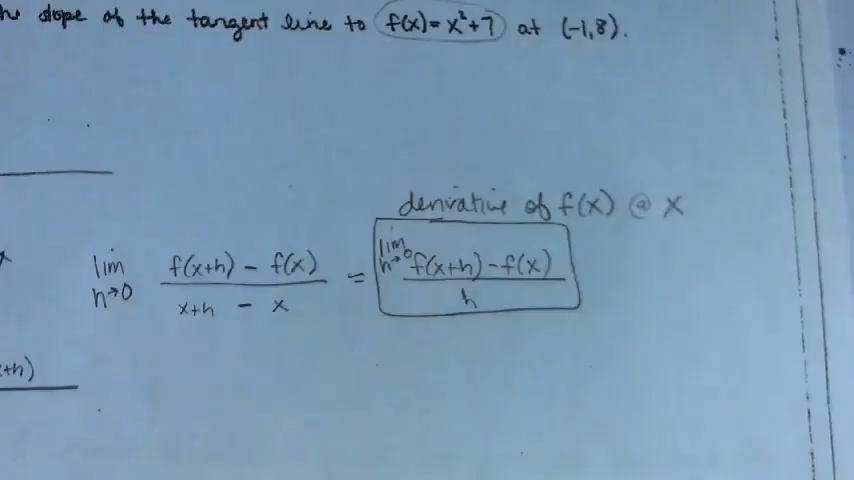 slope of the tangent line to f(x) = x²+7 at (-1,8).
derivative of f(x) @ x
lim h→0 f(x+h) - f(x) / x+h - x = lim h→0 f(x+h) - f(x) / h
+h)